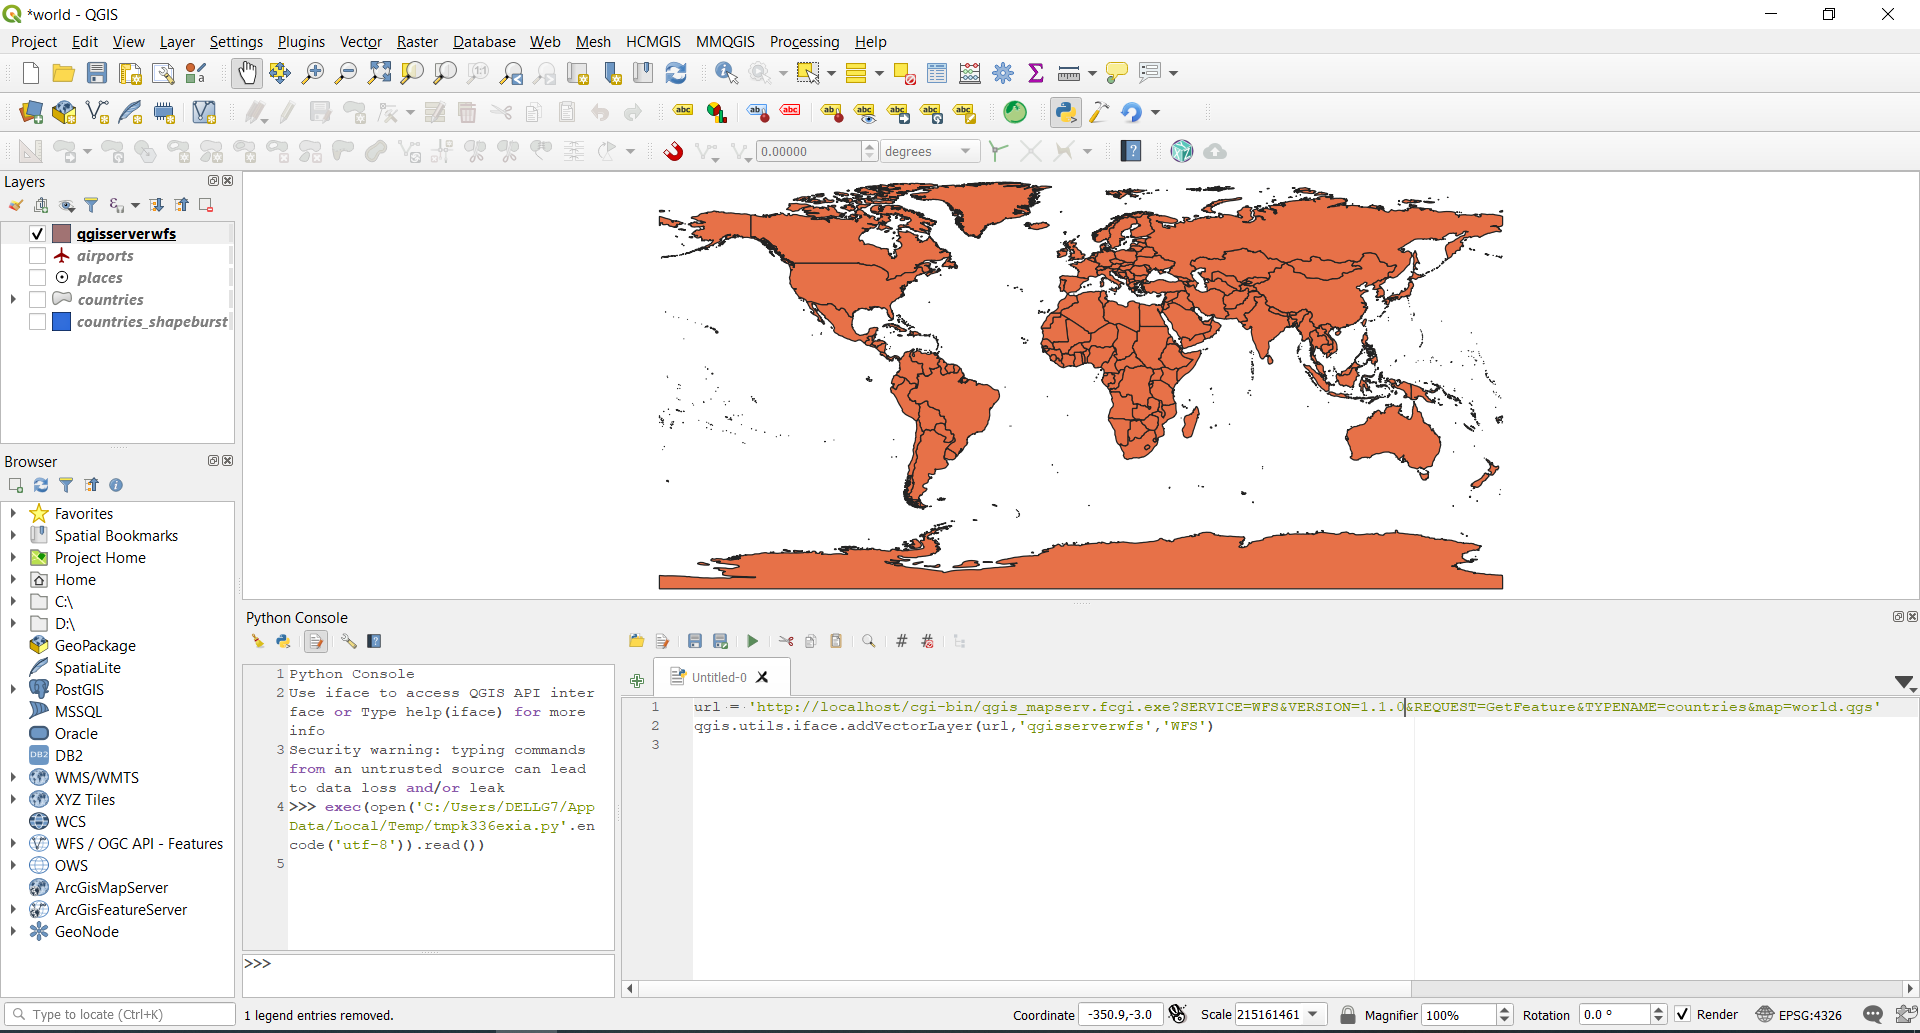 *world - QGIS
Project Edit View Layer Settings Plugins Vector Raster Database Web Mesh HCMGIS MMQGIS Processing Help
0.00000 degrees
Layers
qgisserverwfs
airports
places
countries
countries_shapeburst
Browser
Favorites
Spatial Bookmarks
Project Home
Home
C:\
D:\
GeoPackage
SpatiaLite
PostGIS
MSSQL
Oracle
DB2
WMS/WMTS
XYZ Tiles
WCS
WFS / OGC API - Features
OWS
ArcGisMapServer
ArcGisFeatureServer
GeoNode
Python Console
1 Python Console
2 Use iface to access QGIS API inter
face or Type help(iface) for more
info
3 Security warning: typing commands
from an untrusted source can lead
to data loss and/or leak
4 >>> exec(open('C:/Users/DELLG7/App
Data/Local/Temp/tmpk336exia.py'.en
code('utf-8')).read())
5
>>>
Untitled-0
1 url = 'http://localhost/cgi-bin/qgis_mapserv.fcgi.exe?SERVICE=WFS&VERSION=1.1.0&REQUEST=GetFeature&TYPENAME=countries&map=world.qgs'
2 qgis.utils.iface.addVectorLayer(url,'qgisserverwfs','WFS')
3
Type to locate (Ctrl+K) 1 legend entries removed. Coordinate -350.9,-3.0 Scale 215161461 Magnifier 100% Rotation 0.0 ° Render EPSG:4326